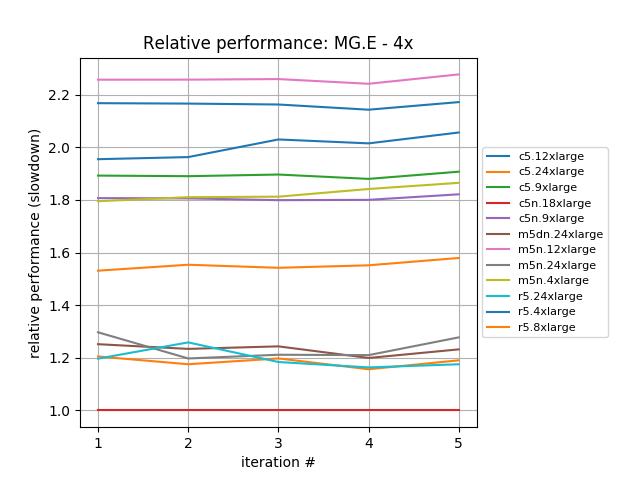 Relative performance: MG.E - 4x
relative performance (slowdown)
2.2
2.0
1.8
1.6
1.4
1.2
1.0
1 2 3 4 5
iteration #
c5.12xlarge
c5.24xlarge
c5.9xlarge
c5n.18xlarge
c5n.9xlarge
m5dn.24xlarge
m5n.12xlarge
m5n.24xlarge
m5n.4xlarge
r5.24xlarge
r5.4xlarge
r5.8xlarge